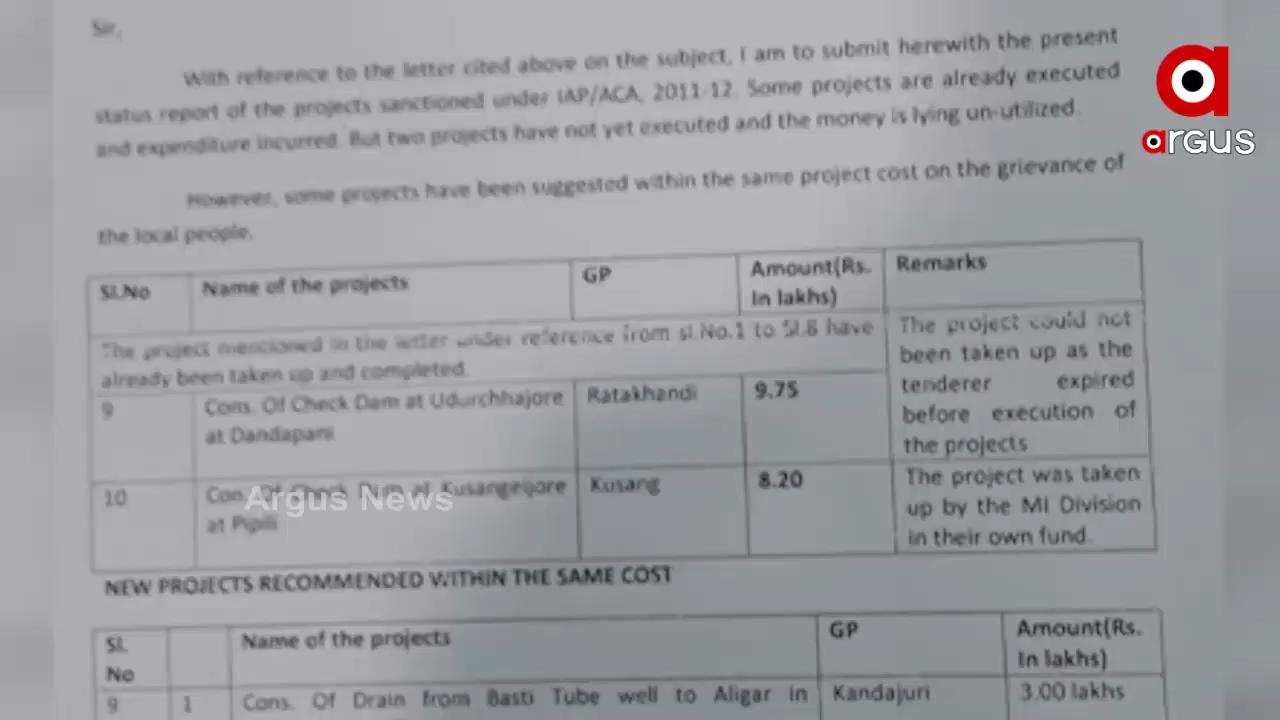 Sir,
With reference to the letter cited above on the subject, I am to submit herewith the present
status report of the projects sanctioned under IAP/ACA, 2011-12. Some projects are already executed
and expenditure incurred. But two projects have not yet executed and the money is lying un-utilized.
However, some projects have been suggested within the same project cost on the grievance of
the local people.
Sl.No Name of the projects GP Amount(Rs. In lakhs) Remarks
The project mentioned in the letter under reference from sl.No.1 to Sl.8 have
already been taken up and completed.
The project could not
been taken up as the
tenderer expired
before execution of
the projects
9 Cons. Of Check Dam at Udurchhajore Ratakhandi 9.75
at Dandapani
10 Con. Of Check Dam at Kusangeijore Kusang 8.20
at Pipili
The project was taken
up by the MI Division
in their own fund.
NEW PROJECTS RECOMMENDED WITHIN THE SAME COST
Sl. No Name of the projects GP Amount(Rs. In lakhs)
9 1 Cons. Of Drain from Basti Tube well to Aligar in Kandajuri 3.00 lakhs
argus
Argus News